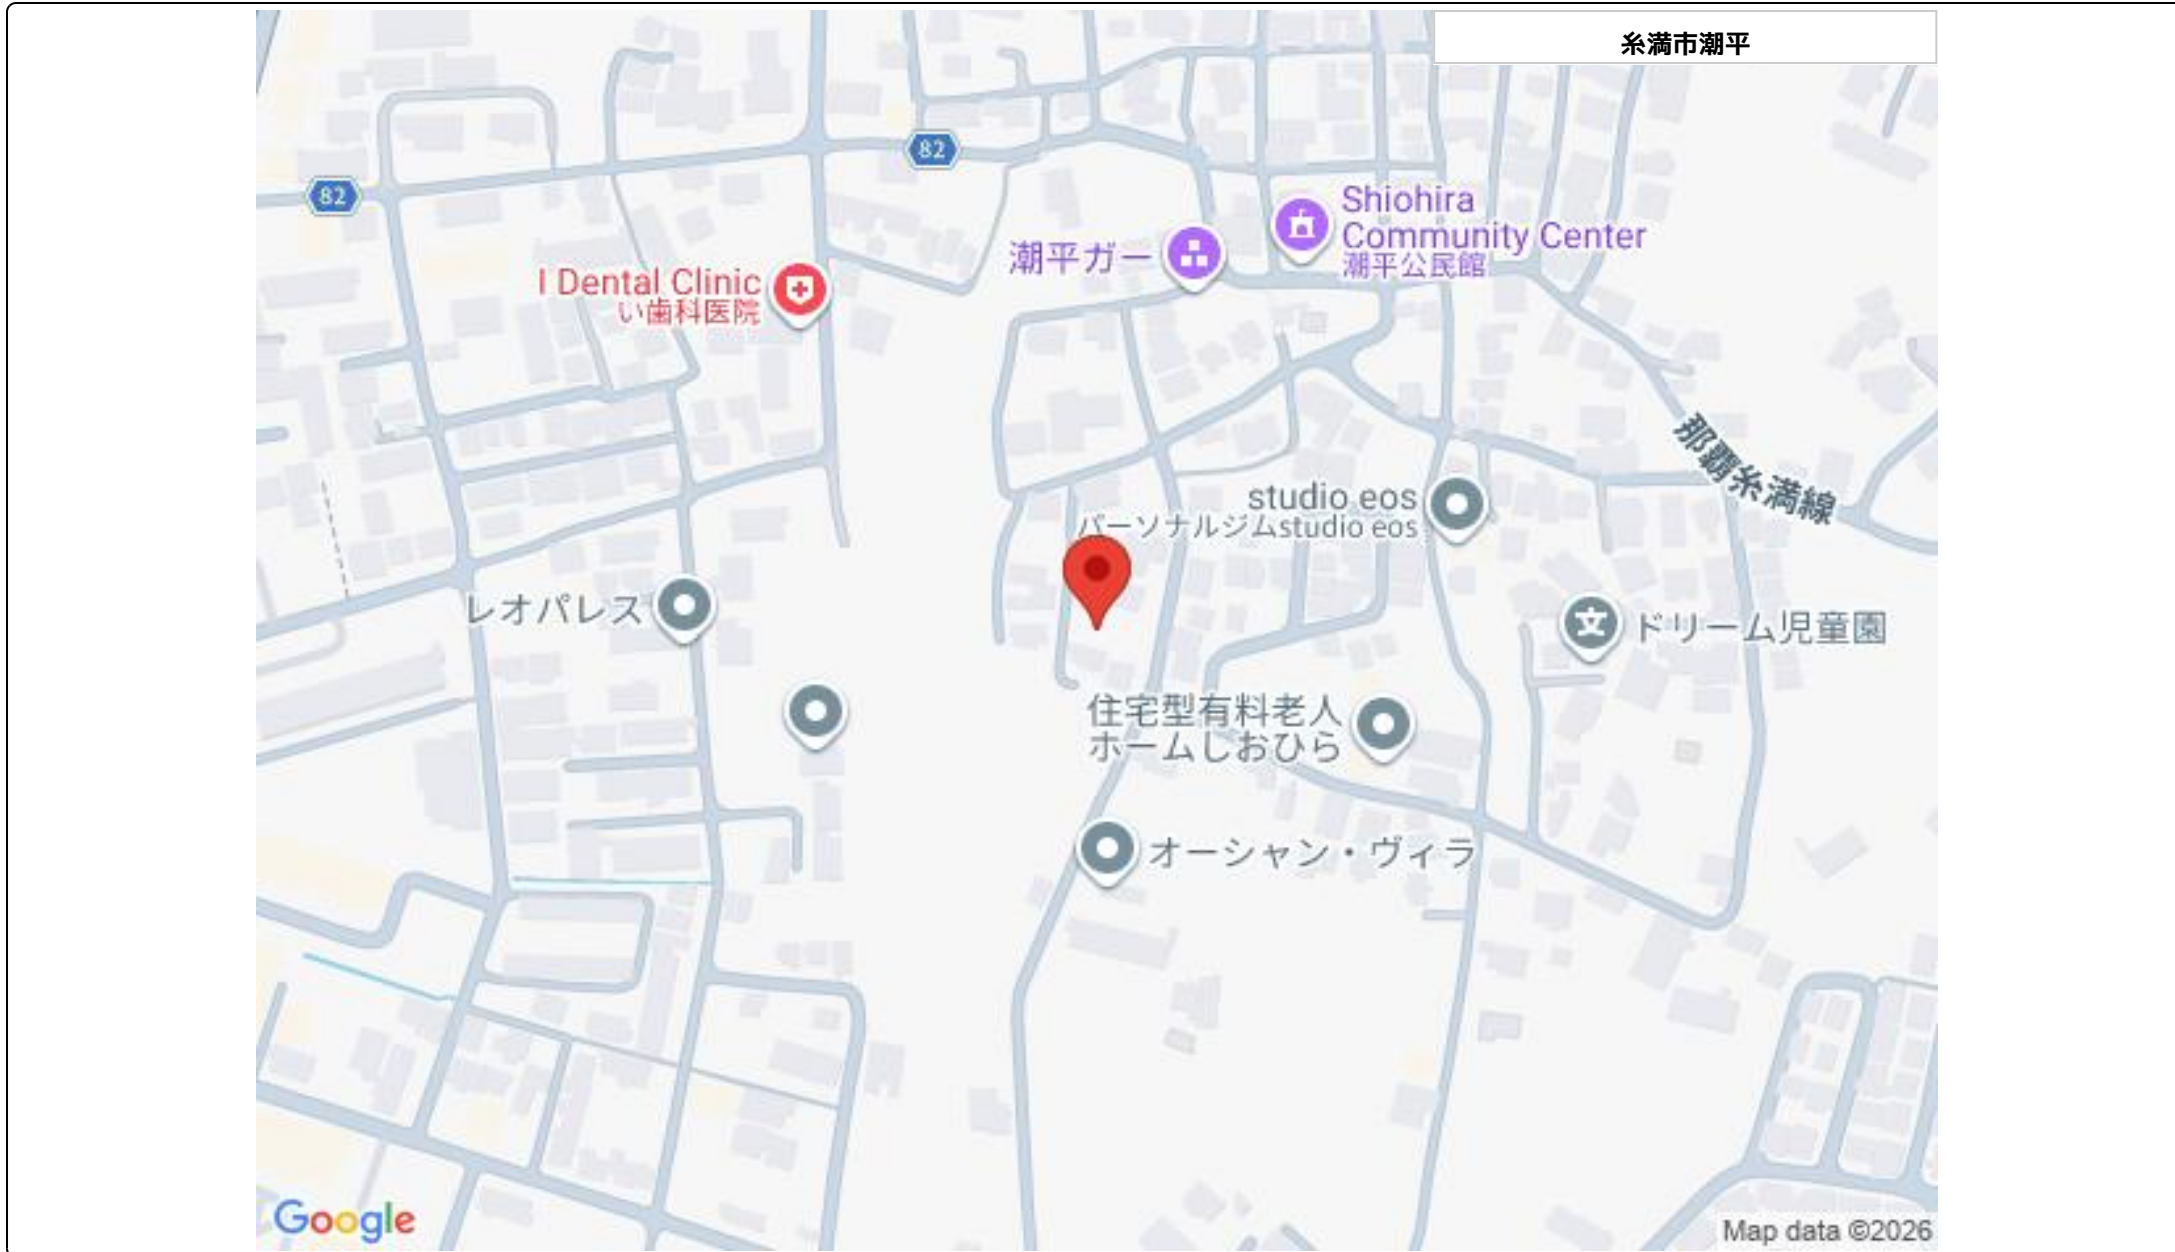 糸満市潮平
82
82
Shiohira
Community Center
潮平公民館
潮平ガー
I Dental Clinic
い歯科医院
那覇糸満線
studio eos
パーソナルジムstudio eos
レオパレス
ドリーム児童園
住宅型有料老人
ホームしおひら
オーシャン・ヴィラ
Google
Map data ©2026